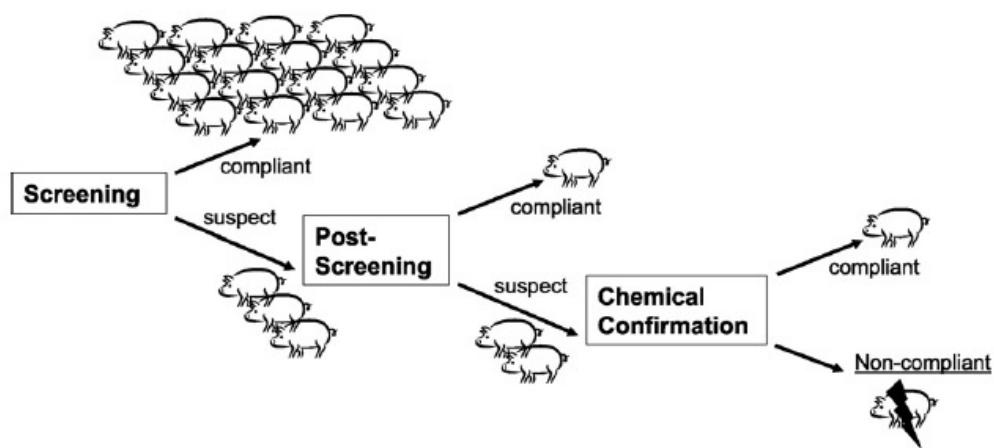 compliant
Screening
suspect
compliant
Post-
Screening
suspect
compliant
Chemical
Confirmation
Non-compliant